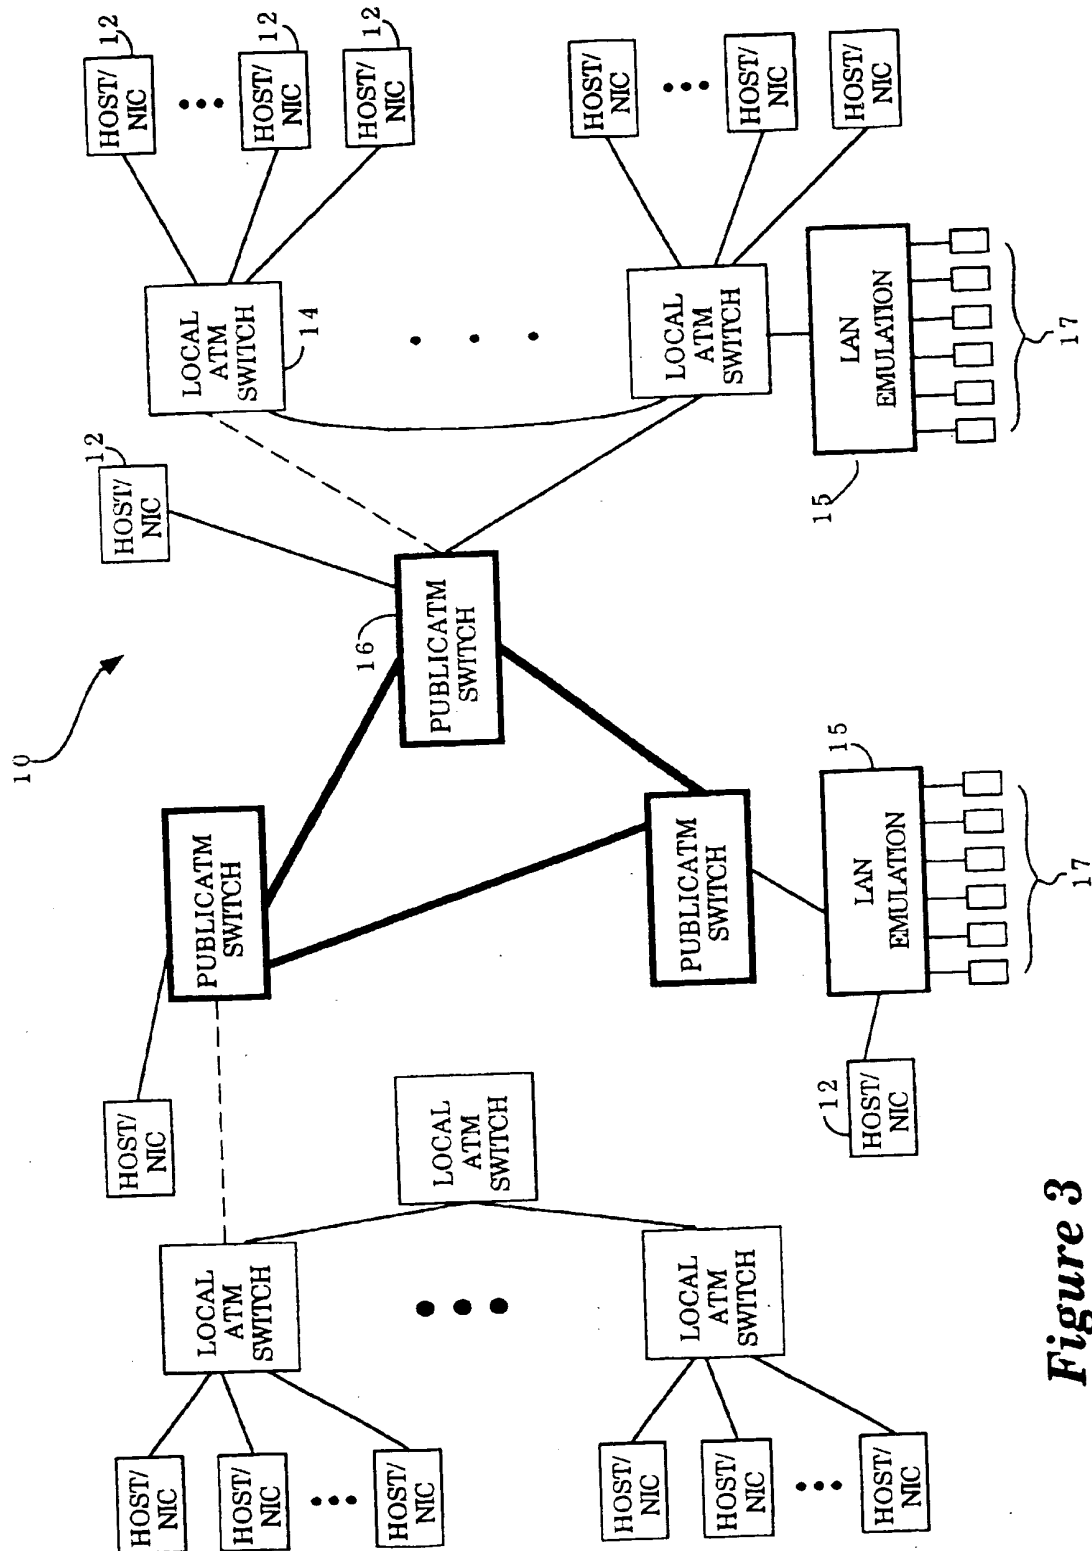 10
HOST/
NIC
HOST/
NIC
HOST/
NIC
LOCAL
ATM
SWITCH
HOST/
NIC
PUBLICATM
SWITCH
HOST/
NIC
12
LOCAL
ATM
SWITCH
14
HOST/
NIC
12
HOST/
NIC
12
HOST/
NIC
12
LOCAL
ATM
SWITCH
16
PUBLICATM
SWITCH
HOST/
NIC
HOST/
NIC
HOST/
NIC
LOCAL
ATM
SWITCH
PUBLICATM
SWITCH
LOCAL
ATM
SWITCH
HOST/
NIC
HOST/
NIC
HOST/
NIC
12
HOST/
NIC
LAN
EMULATION
15
17
15
LAN
EMULATION
17
Figure 3